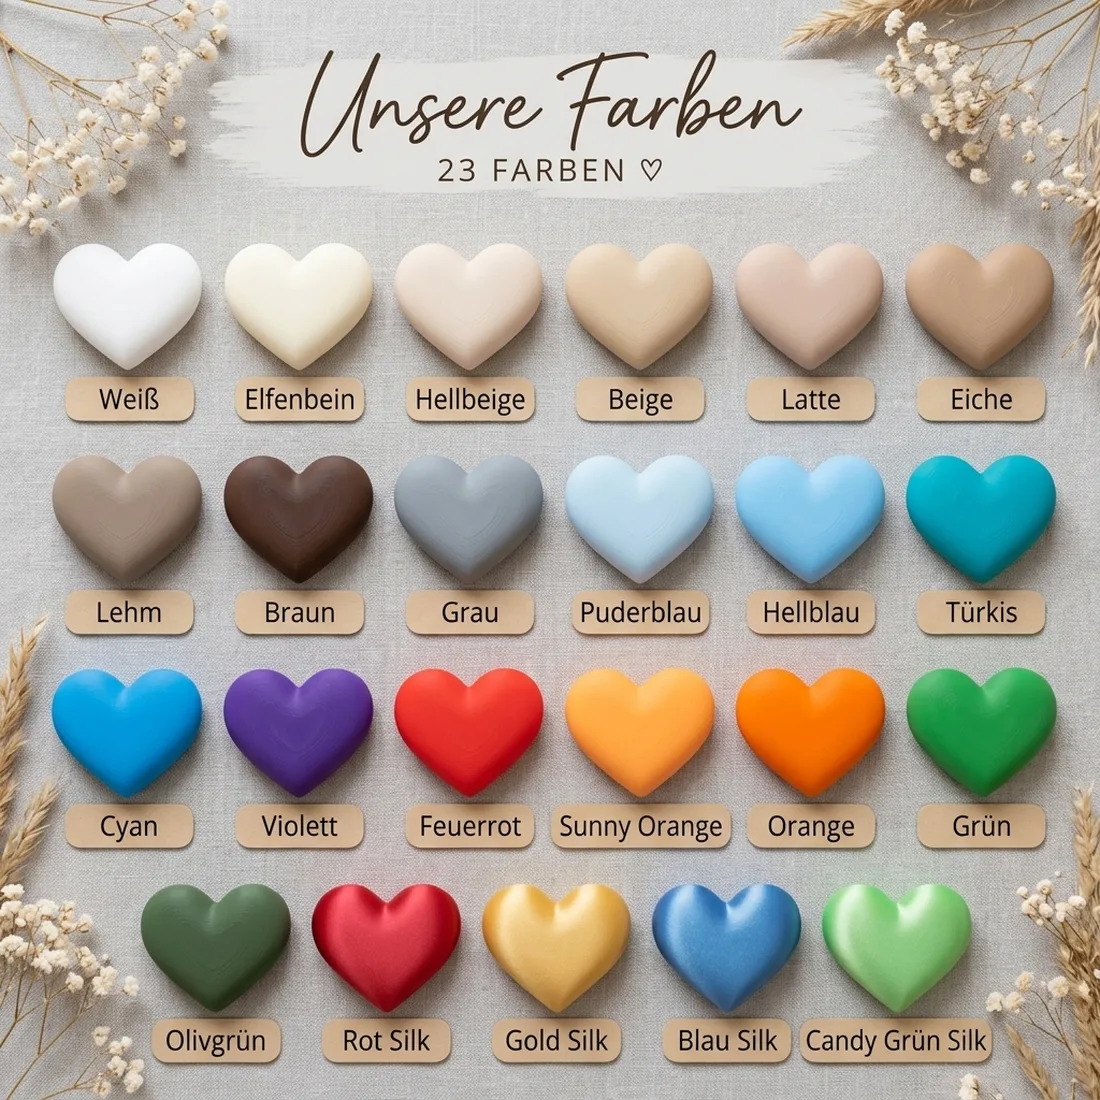 Unsere Farben
23 FARBEN ♡
Weiß
Elfenbein
Hellbeige
Beige
Latte
Eiche
Lehm
Braun
Grau
Puderblau
Hellblau
Türkis
Cyan
Violett
Feuerrot
Sunny Orange
Orange
Grün
Olivgrün
Rot Silk
Gold Silk
Blau Silk
Candy Grün Silk